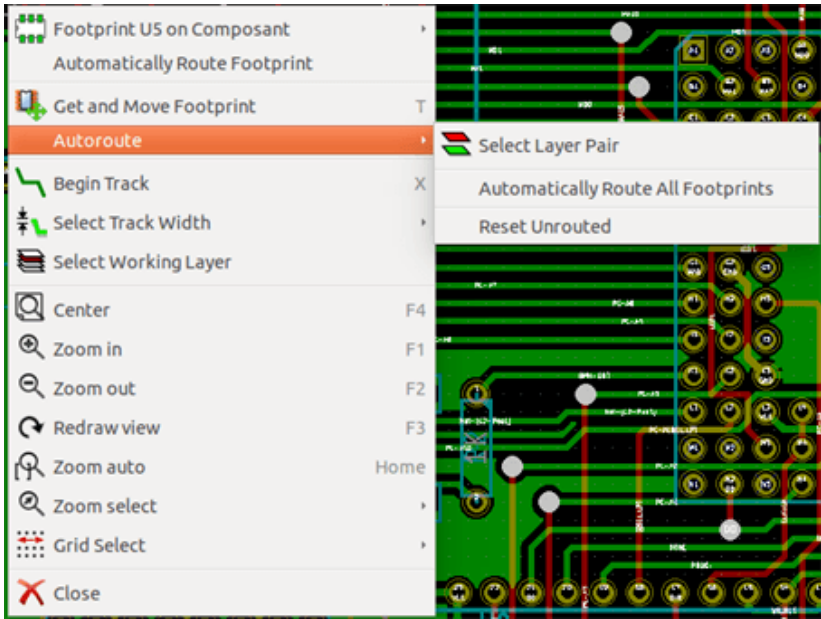 Footprint U5 on Composant
Automatically Route Footprint
Get and Move Footprint T
Autoroute
Select Layer Pair
Automatically Route All Footprints
Reset Unrouted
Begin Track X
Select Track Width
Select Working Layer
Center F4
Zoom in F1
Zoom out F2
Redraw view F3
Zoom auto Home
Zoom select
Grid Select
Close
1K